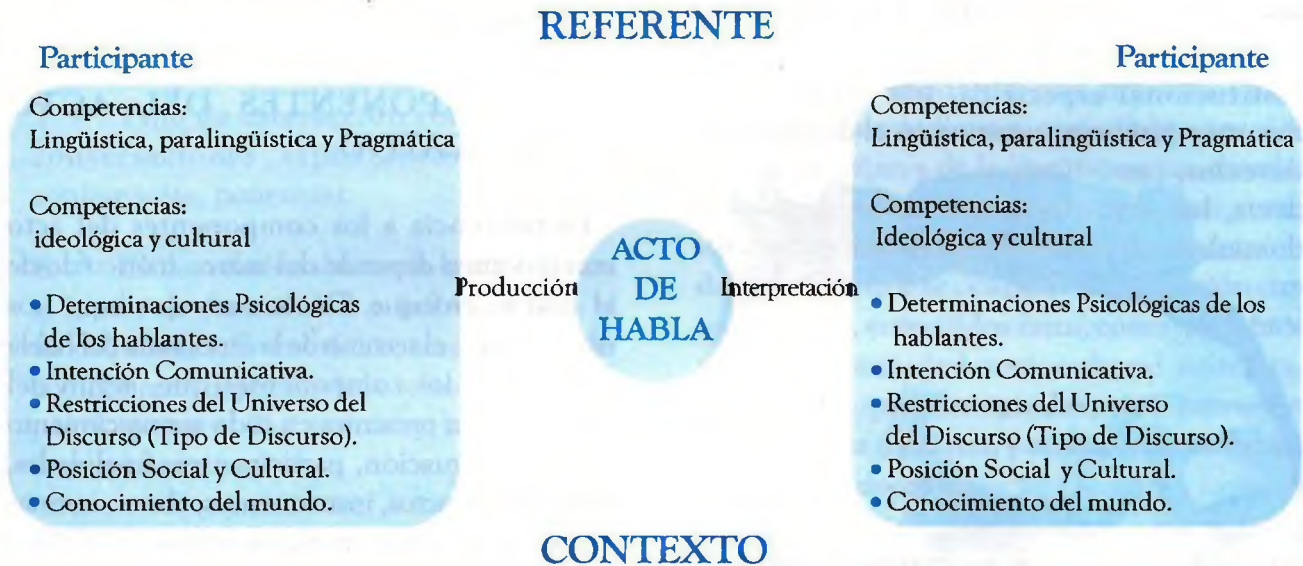 REFERENTE
Participante
Competencias:
Lingüística, paralingüística y Pragmática
Competencias:
ideológica y cultural
• Determinaciones Psicológicas
de los hablantes.
• Intención Comunicativa.
• Restricciones del Universo del
Discurso (Tipo de Discurso).
• Posición Social y Cultural.
• Conocimiento del mundo.
Producción
ACTO
DE
HABLA
Interpretación
Participante
Competencias:
Lingüística, paralingüística y Pragmática
Competencias:
Ideológica y cultural
• Determinaciones Psicológicas de los
hablantes.
• Intención Comunicativa.
• Restricciones del Universo
del Discurso (Tipo de Discurso).
• Posición Social y Cultural.
• Conocimiento del mundo.
CONTEXTO